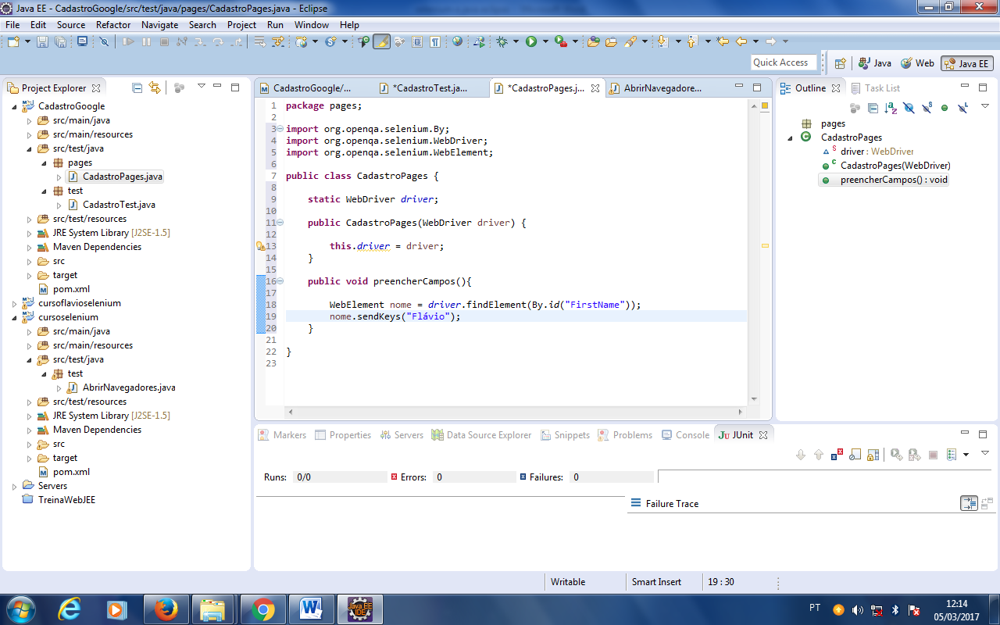 Java EE - CadastroGoogle/src/test/java/pages/CadastroPages.java - Eclipse
File Edit Source Refactor Navigate Search Project Run Window Help
Quick Access
Java
Web
Java EE
Project Explorer
CadastroGoogle
src/main/java
src/main/resources
src/test/java
pages
CadastroPages.java
test
CadastroTest.java
src/test/resources
JRE System Library [J2SE-1.5]
Maven Dependencies
src
target
pom.xml
cursoflavioselenium
cursoselenium
src/main/java
src/main/resources
src/test/java
test
AbrirNavegadores.java
src/test/resources
JRE System Library [J2SE-1.5]
Maven Dependencies
src
target
pom.xml
Servers
TreinaWebJEE
CadastroGoogle/... *CadastroTest.ja... *CadastroPages.j... AbrirNavegadore...
1 package pages;
2
3 import org.openqa.selenium.By;
4 import org.openqa.selenium.WebDriver;
5 import org.openqa.selenium.WebElement;
6
7 public class CadastroPages {
8
9 static WebDriver driver;
10
11 public CadastroPages(WebDriver driver) {
12
13 this.driver = driver;
14 }
15
16 public void preencherCampos(){
17
18 WebElement nome = driver.findElement(By.id("FirstName"));
19 nome.sendKeys("Flávio");
20 }
21
22 }
23
Outline Task List
pages
CadastroPages
driver : WebDriver
CadastroPages(WebDriver)
preencherCampos() : void
Markers Properties Servers Data Source Explorer Snippets Problems Console JUnit
Runs: 0/0 Errors: 0 Failures: 0
Failure Trace
Writable Smart Insert 19 : 30
Java EE
IDE
PT
12:14
05/03/2017